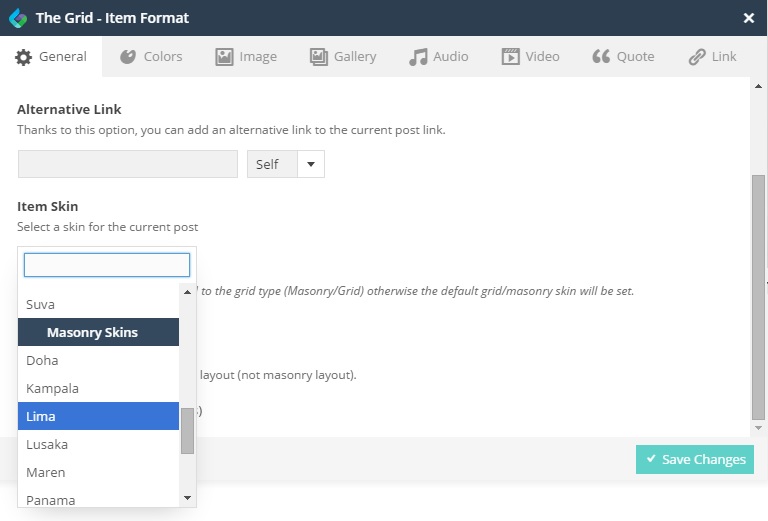 The Grid - Item Format
General
Colors
Image
Gallery
Audio
Video
Quote
Link
Alternative Link
Thanks to this option, you can add an alternative link to the current post link.
Self
Item Skin
Select a skin for the current post
to the grid type (Masonry/Grid) otherwise the default grid/masonry skin will be set.
Suva
Masonry Skins
Doha
layout (not masonry layout).
Kampala
Lima
Lusaka
Maren
Panama
Save Changes